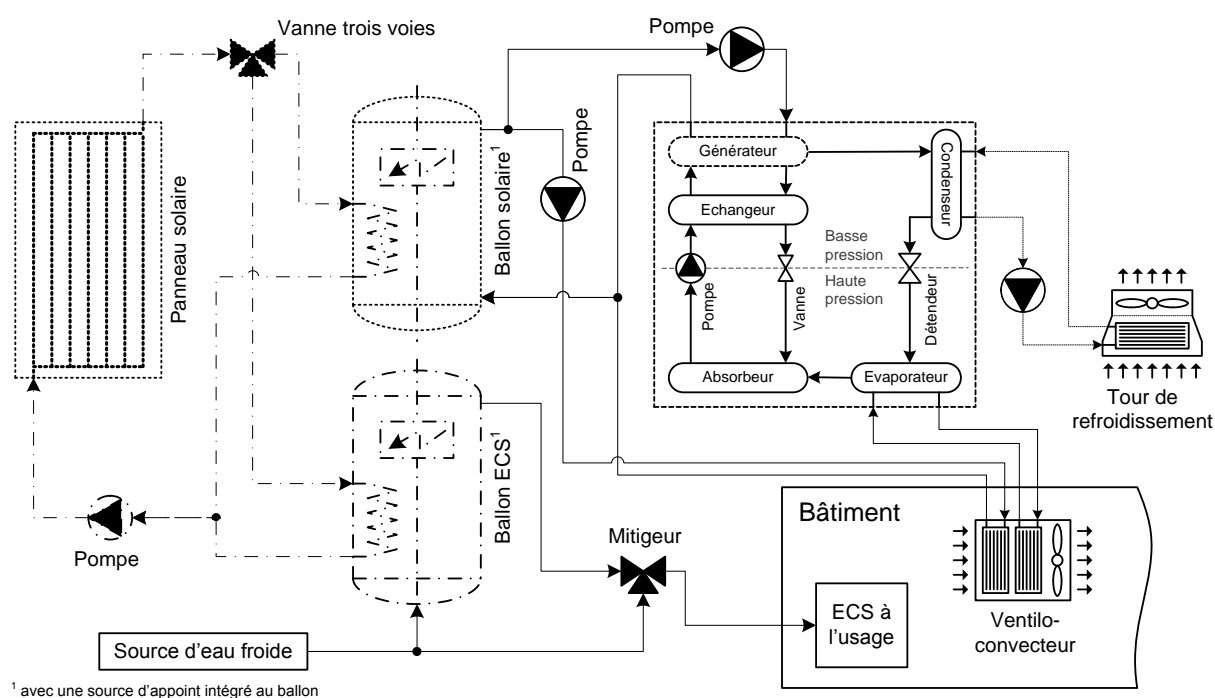 Vanne trois voies
Pompe
Panneau solaire
Ballon solaire¹
Pompe
Générateur
Condenseur
Echangeur
Basse
pression
Haute
pression
Pompe
Vanne
Détendeur
Absorbeur
Evaporateur
Tour de
refroidissement
Ballon ECS¹
Pompe
Mitigeur
Bâtiment
ECS à
l'usage
Ventilo-
convecteur
Source d'eau froide
¹ avec une source d'appoint intégré au ballon